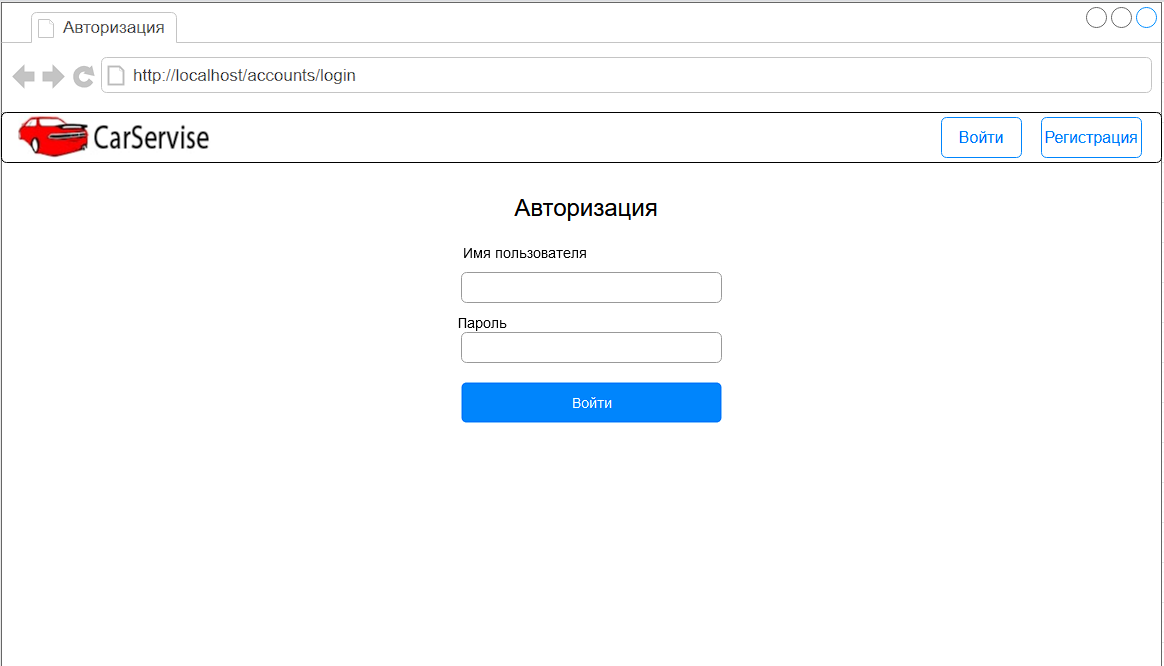 Авторизация
http://localhost/accounts/login
CarServise
Войти
Регистрация
Авторизация
Имя пользователя
Пароль
Войти